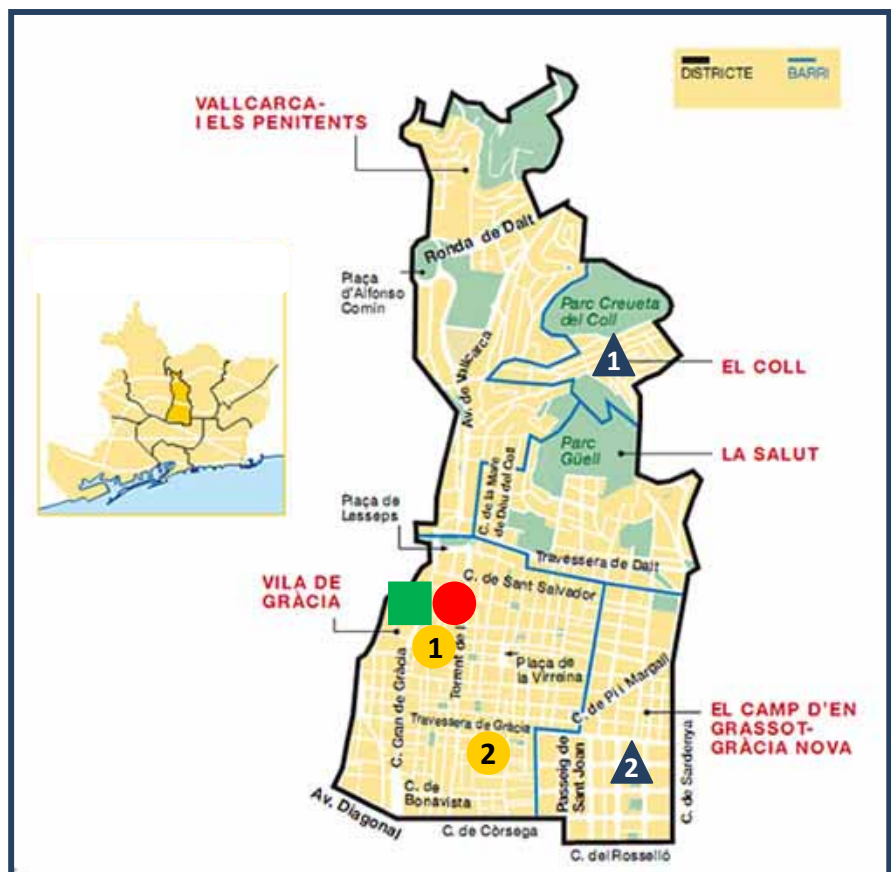 DISTRICTE
BARRI
VALLCARCA-
I ELS PENITENTS
Ronda de Dalt
Plaça
d'Alfonso
Comín
Parc Creueta
del Coll
1
EL COLL
Av. de Vallcarca
Parc
Güell
LA SALUT
C. de la Mare
de Déu del Coll
Plaça de
Lesseps
Travessera de Dalt
C. de Sant Salvador
VILA DE
GRÀCIA
1
Torrent de
Plaça de
la Virreina
C. de Pi i Margall
C. Gran de Gràcia
Travessera de Gràcia
2
EL CAMP D'EN
GRASSOT-
GRÀCIA NOVA
Passeig de
Sant Joan
2
C. de Sardenya
C. de
Bonavista
Av. Diagonal
C. de Còrsega
C. del Rosselló